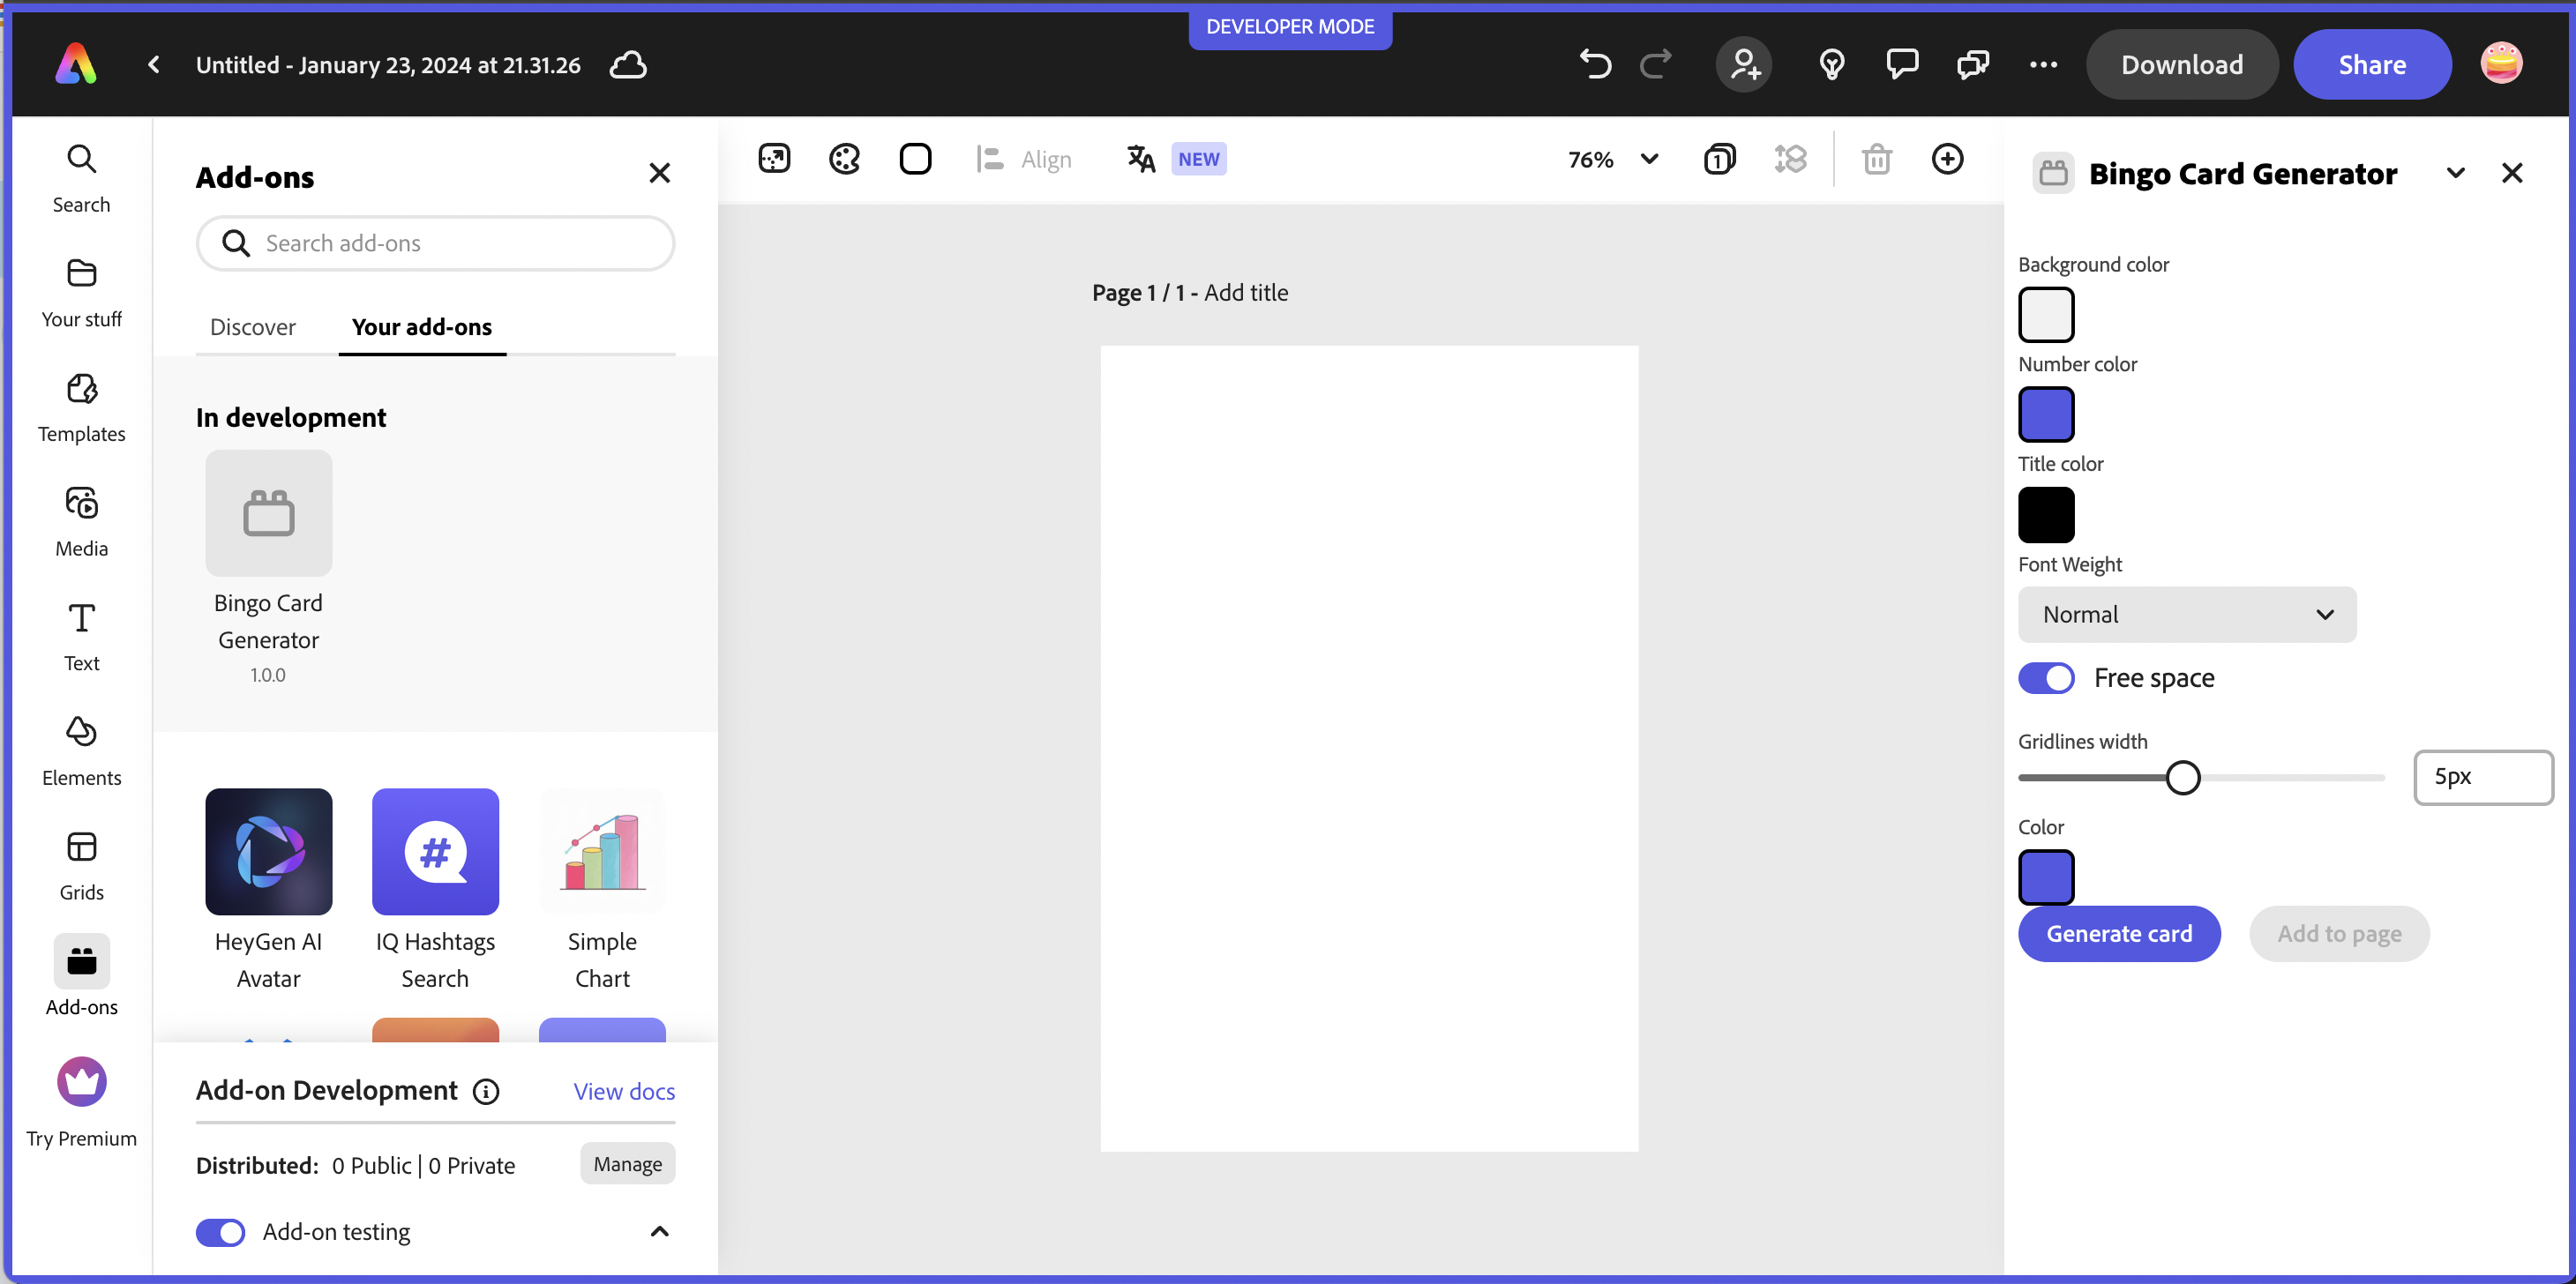 DEVELOPER MODE
Untitled - January 23, 2024 at 21.31.26
Download
Share
Search
Your stuff
Templates
Media
Text
Elements
Grids
Add-ons
Try Premium
Add-ons
Search add-ons
Discover
Your add-ons
In development
Bingo Card
Generator
1.0.0
#
HeyGen AI
Avatar
IQ Hashtags
Search
Simple
Chart
Add-on Development
View docs
Distributed: 0 Public | 0 Private
Manage
Add-on testing
Align
NEW
76%
1
Page 1 / 1 - Add title
Bingo Card Generator
Background color
Number color
Title color
Font Weight
Normal
Free space
Gridlines width
5px
Color
Generate card
Add to page